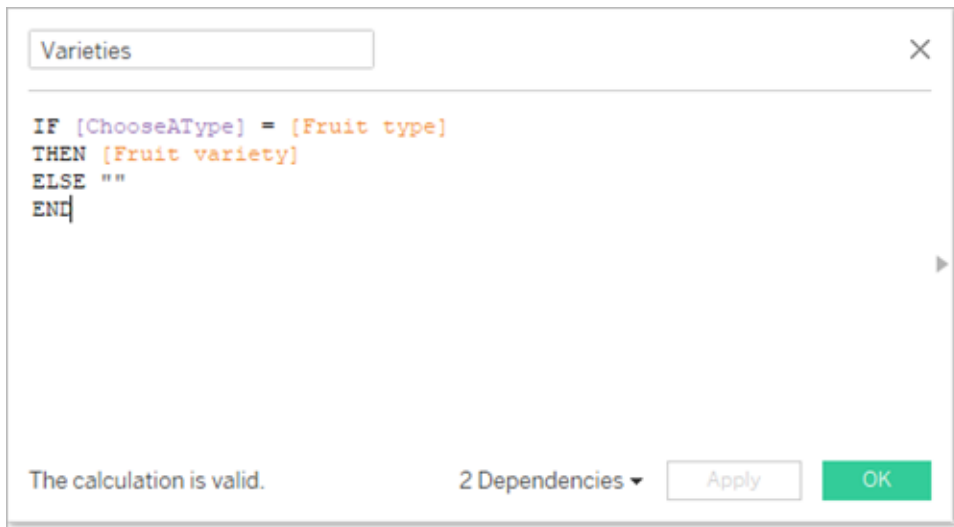 Varieties
IF [ChooseAType] = [Fruit type]
THEN [Fruit variety]
ELSE ""
END
The calculation is valid.
2 Dependencies
Apply
OK